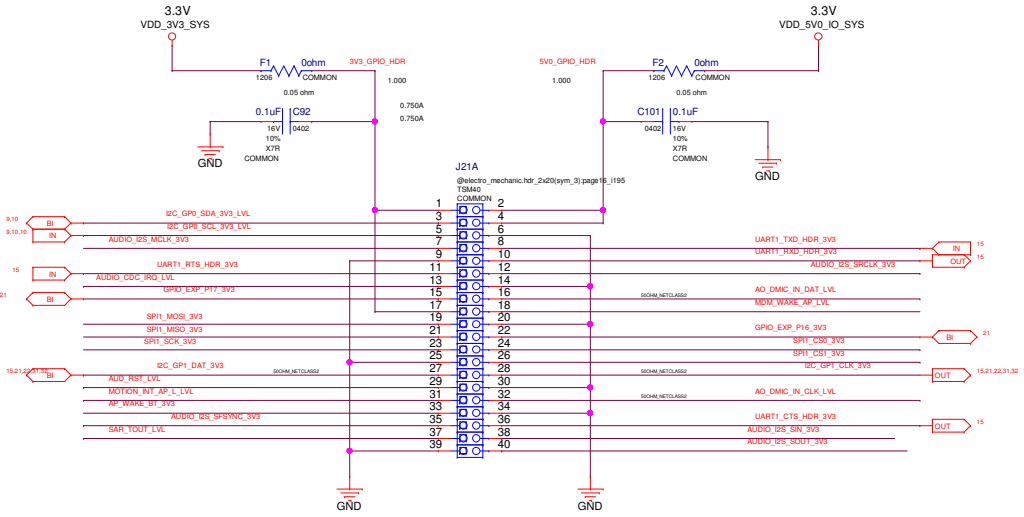 3.3V
VDD_3V3_SYS
3.3V
VDD_5V0_IO_SYS
F1 0ohm
1206 COMMON
0.05 ohm
3V3_GPIO_HDR
1.000
0.750A
0.750A
5V0_GPIO_HDR
1.000
F2 0ohm
1206 COMMON
0.05 ohm
0.1uF C92
16V 0402
10%
X7R
COMMON
GND
C101 0.1uF
0402 16V
10%
X7R
COMMON
GND
J21A
@electro_mechanic.hdr_2x20(sym_3):page16_i195
TSM40
COMMON
1 2
9,10 BI I2C_GP0_SDA_3V3_LVL 3 4
9,10,10 IN I2C_GP0_SCL_3V3_LVL 5 6
AUDIO_I2S_MCLK_3V3 7 8 UART1_TXD_HDR_3V3 IN 15
9 10 UART1_RXD_HDR_3V3 OUT 15
15 IN UART1_RTS_HDR_3V3 11 12 AUDIO_I2S_SRCLK_3V3
AUDIO_CDC_IRQ_LVL 13 14
21 BI GPIO_EXP_P17_3V3 15 16 50OHM_NETCLASS2 AO_DMIC_IN_DAT_LVL
17 18 MDM_WAKE_AP_LVL
SPI1_MOSI_3V3 19 20
SPI1_MISO_3V3 21 22 GPIO_EXP_P16_3V3 BI 21
SPI1_SCK_3V3 23 24 SPI1_CS0_3V3
25 26 SPI1_CS1_3V3
15,21,22,31,32 BI I2C_GP1_DAT_3V3 50OHM_NETCLASS2 27 28 50OHM_NETCLASS2 I2C_GP1_CLK_3V3 OUT 15,21,22,31,32
AUD_RST_LVL 29 30
MOTION_INT_AP_L_LVL 31 32 50OHM_NETCLASS2 AO_DMIC_IN_CLK_LVL
AP_WAKE_BT_3V3 33 34
AUDIO_I2S_SFSYNC_3V3 35 36 UART1_CTS_HDR_3V3 OUT 15
SAR_TOUT_LVL 37 38 AUDIO_I2S_SIN_3V3
39 40 AUDIO_I2S_SOUT_3V3
GND
GND